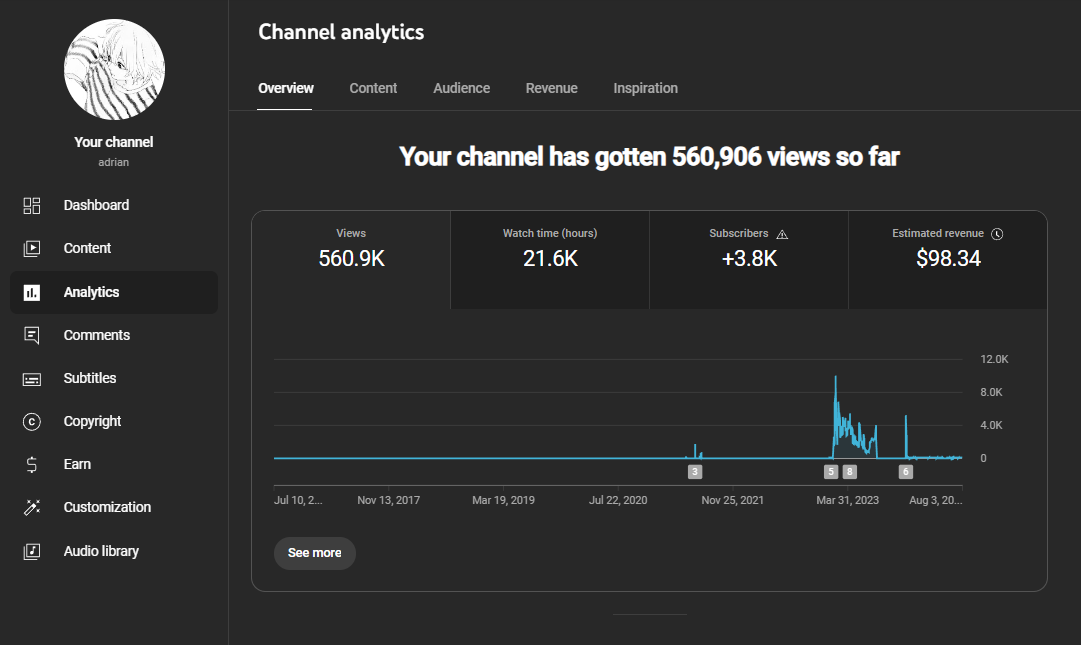 Channel analytics
Overview Content Audience Revenue Inspiration
Your channel
adrian
Dashboard
Content
Analytics
Comments
Subtitles
Copyright
Earn
Customization
Audio library
Your channel has gotten 560,906 views so far
Views
560.9K
Watch time (hours)
21.6K
Subscribers
+3.8K
Estimated revenue
$98.34
12.0K
8.0K
4.0K
0
3 5 8 6
Jul 10, 2... Nov 13, 2017 Mar 19, 2019 Jul 22, 2020 Nov 25, 2021 Mar 31, 2023 Aug 3, 20...
See more